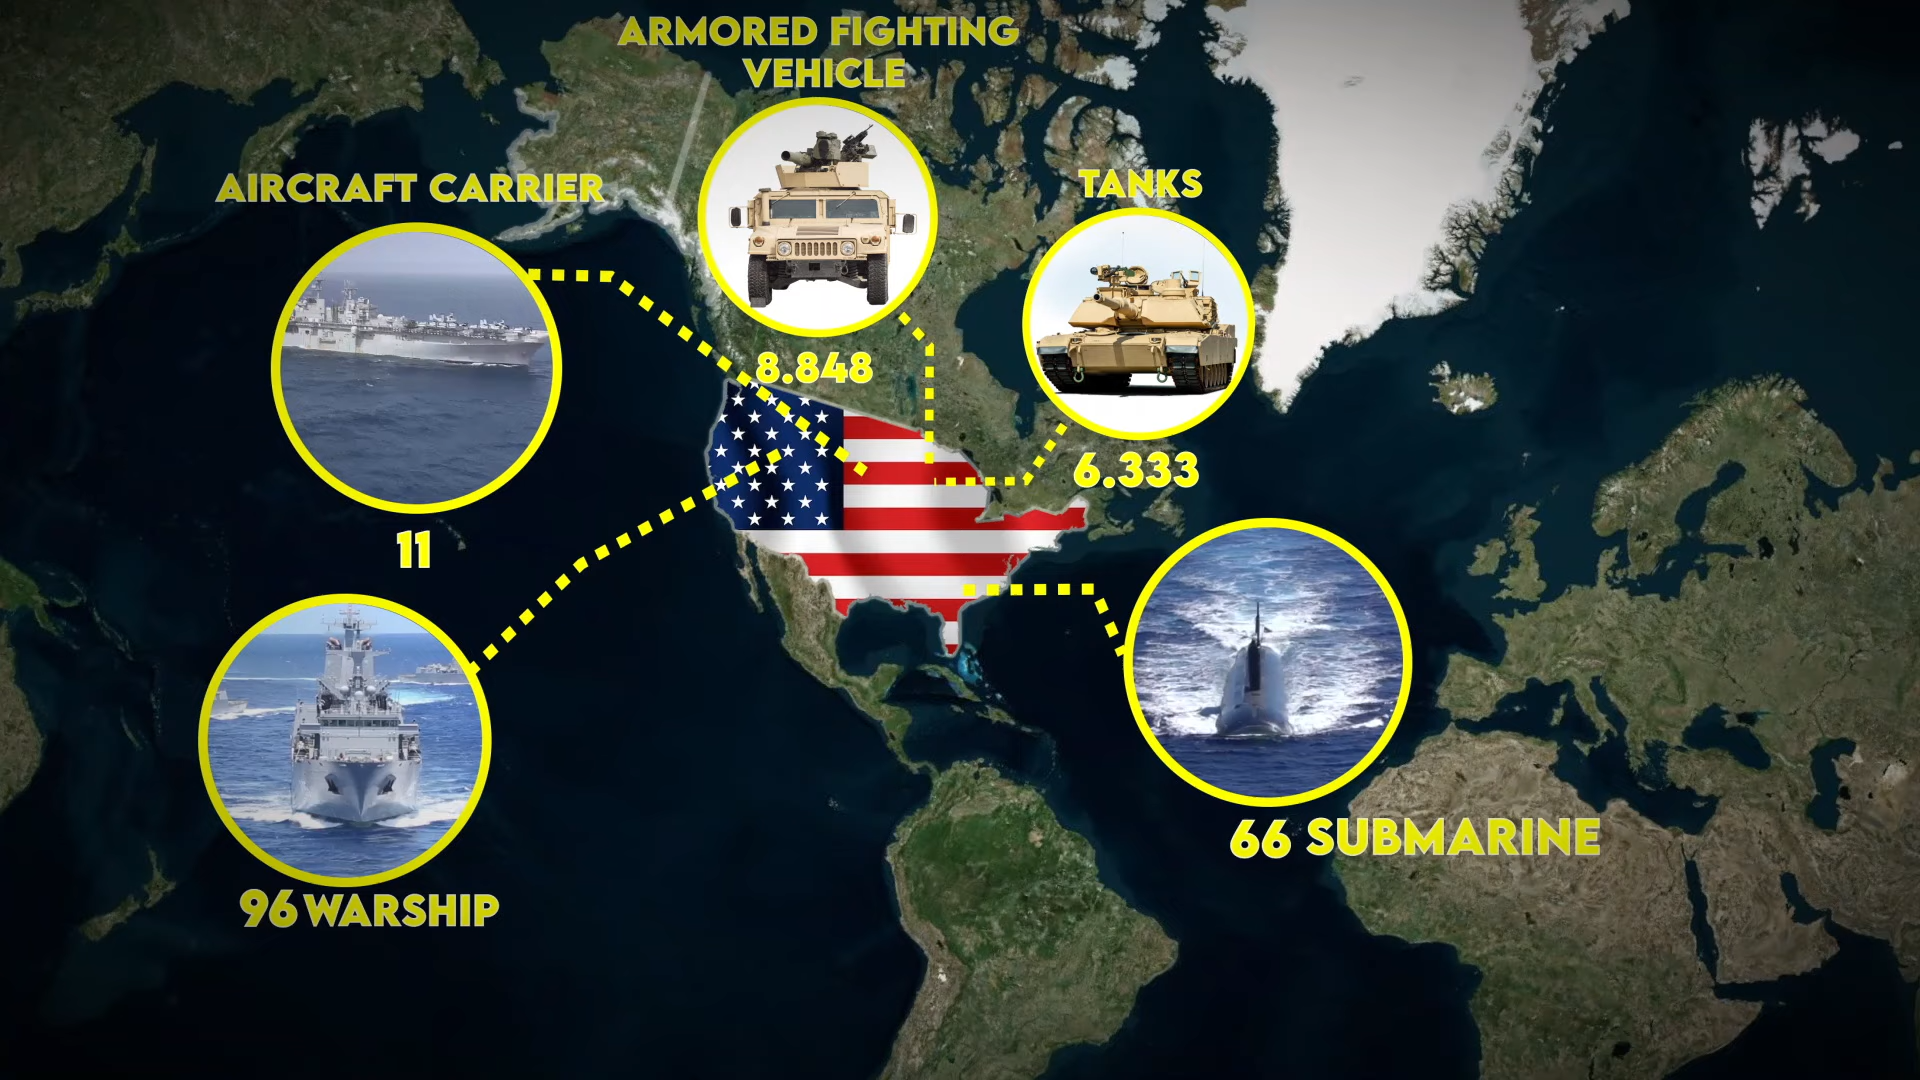 ARMORED FIGHTING
VEHICLE
8.848
AIRCRAFT CARRIER
11
TANKS
6.333
96 WARSHIP
66 SUBMARINE